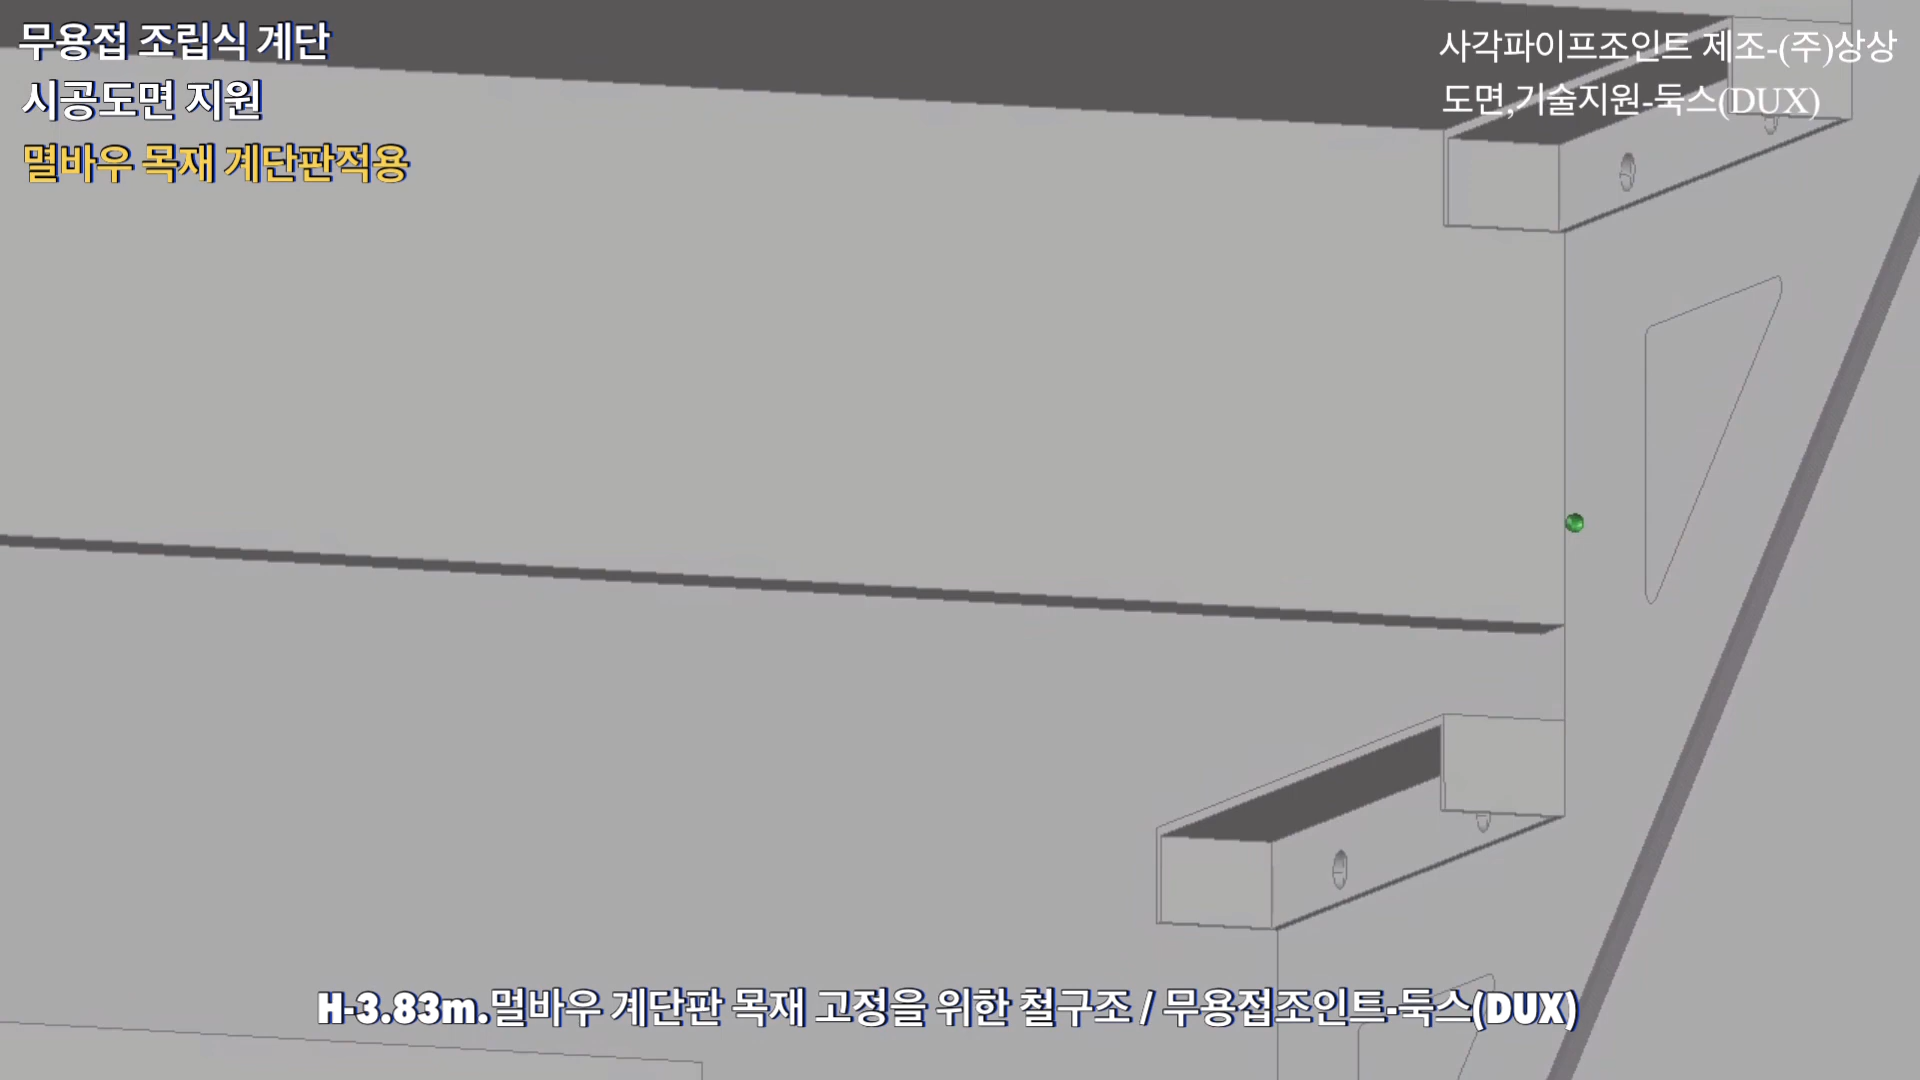 무용접 조립식 계단
시공도면 지원
멀바우 목재 계단판적용
사각파이프조인트 제조-(주)상상
도면,기술지원-둑스(DUX)
H-3.83m.멀바우 계단판 목재 고정을 위한 철구조 / 무용접조인트-둑스(DUX)